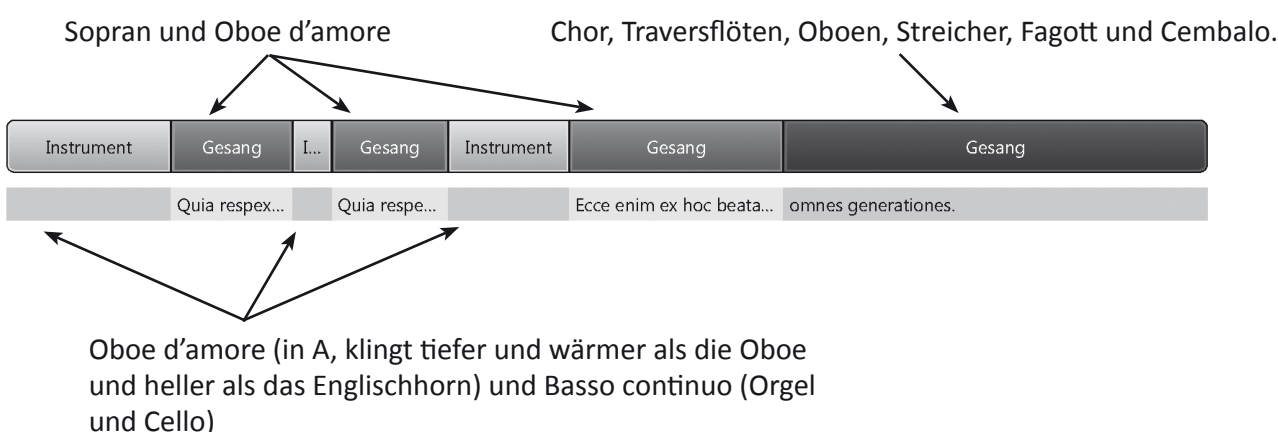 Sopran und Oboe d’amore
Chor, Traversflöten, Oboen, Streicher, Fagott und Cembalo.
Instrument
Gesang
I...
Gesang
Instrument
Gesang
Gesang
Quia respex...
Quia respe...
Ecce enim ex hoc beata...
omnes generationes.
Oboe d’amore (in A, klingt tiefer und wärmer als die Oboe
und heller als das Englischhorn) und Basso continuo (Orgel
und Cello)